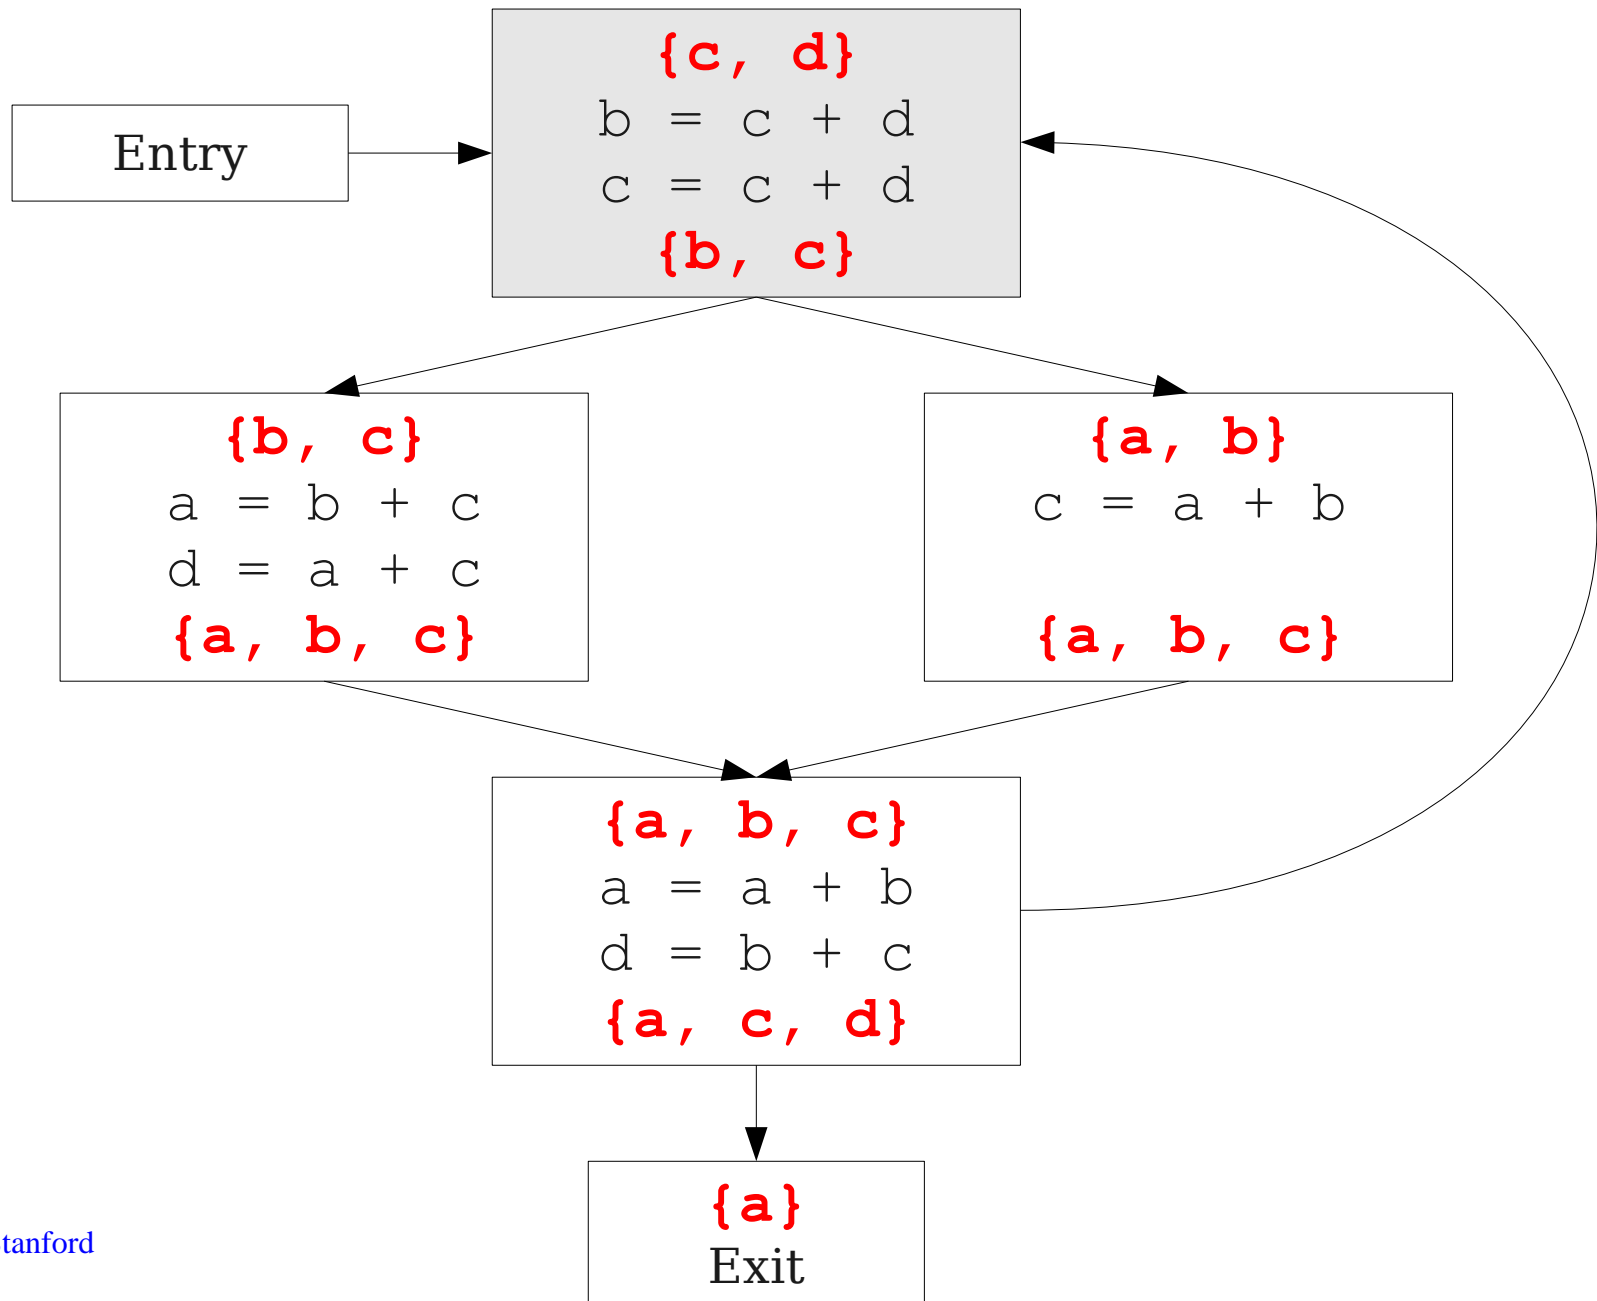 {c, d}
b = c + d
c = c + d
{b, c}
Entry
{b, c}
a = b + c
d = a + c
{a, b, c}
{a, b}
c = a + b
{a, b, c}
{a, b, c}
a = a + b
d = b + c
{a, c, d}
{a}
Exit
tanford